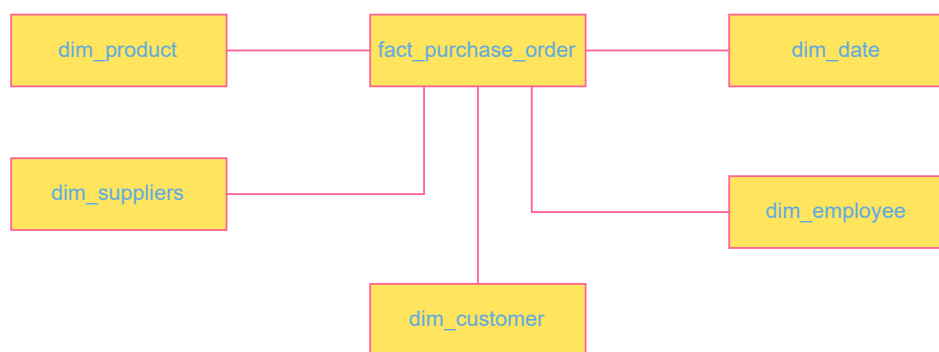 dim_product
fact_purchase_order
dim_date
dim_suppliers
dim_employee
dim_customer